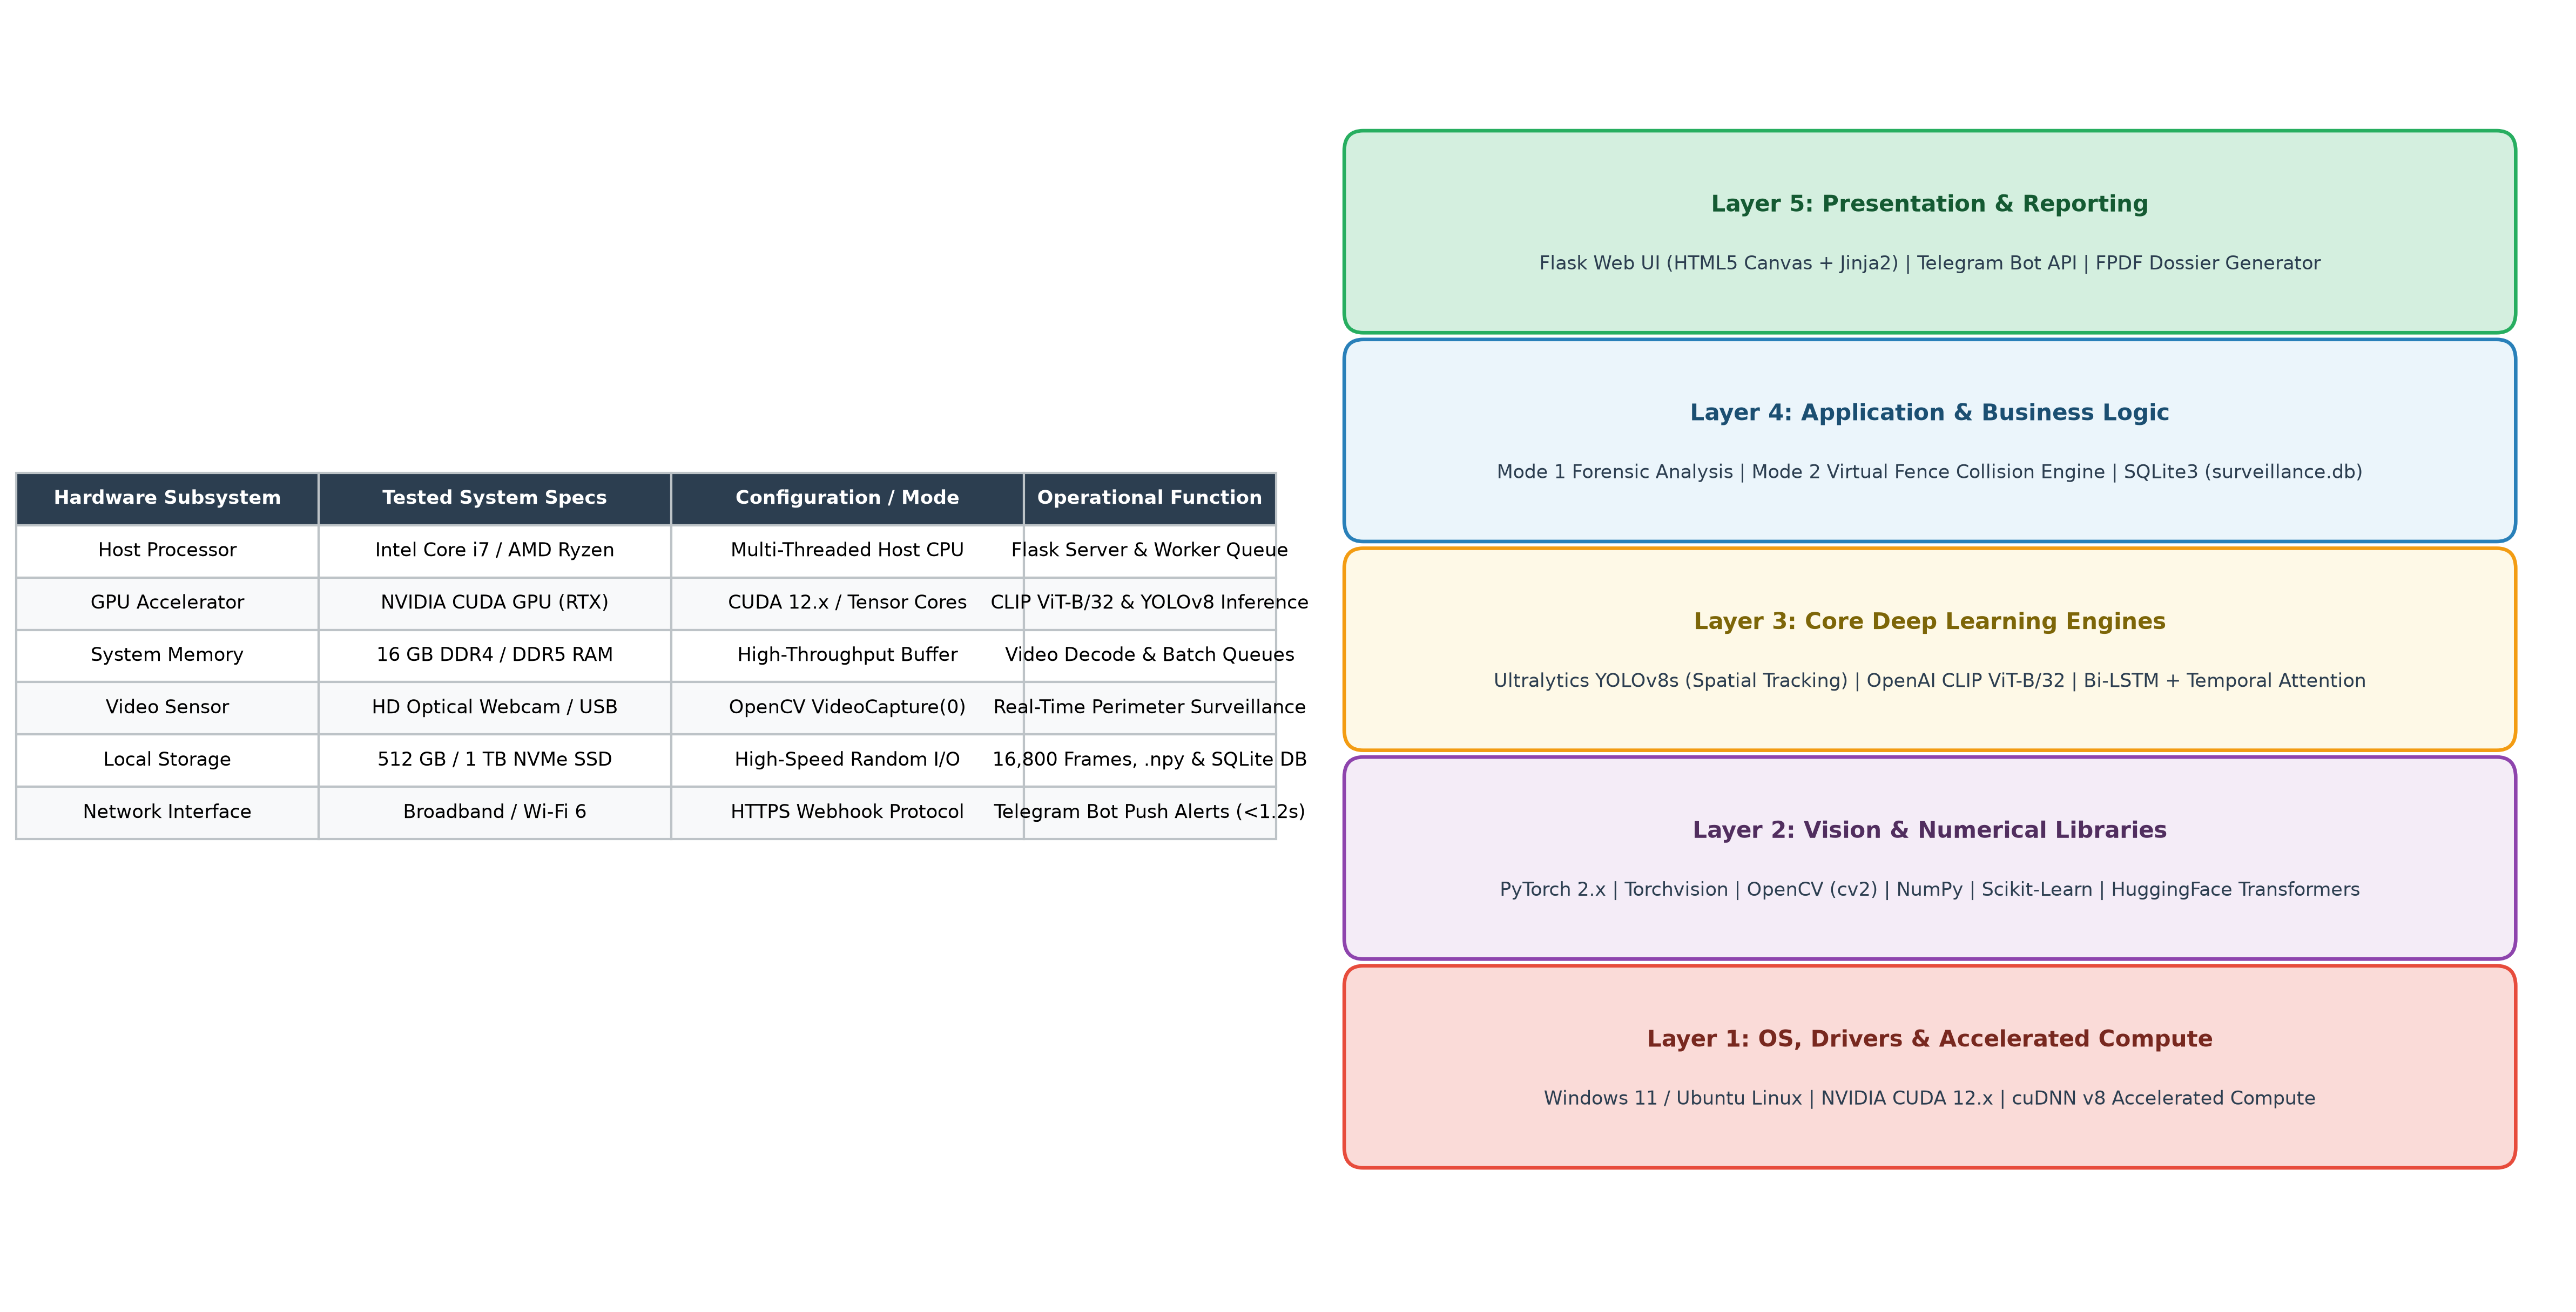 Hardware Subsystem Tested System Specs Configuration / Mode Operational Function
Host Processor Intel Core i7 / AMD Ryzen Multi-Threaded Host CPU Flask Server & Worker Queue
GPU Accelerator NVIDIA CUDA GPU (RTX) CUDA 12.x / Tensor Cores CLIP ViT-B/32 & YOLOv8 Inference
System Memory 16 GB DDR4 / DDR5 RAM High-Throughput Buffer Video Decode & Batch Queues
Video Sensor HD Optical Webcam / USB OpenCV VideoCapture(0) Real-Time Perimeter Surveillance
Local Storage 512 GB / 1 TB NVMe SSD High-Speed Random I/O 16,800 Frames, .npy & SQLite DB
Network Interface Broadband / Wi-Fi 6 HTTPS Webhook Protocol Telegram Bot Push Alerts (<1.2s)
Layer 5: Presentation & Reporting
Flask Web UI (HTML5 Canvas + Jinja2) | Telegram Bot API | FPDF Dossier Generator
Layer 4: Application & Business Logic
Mode 1 Forensic Analysis | Mode 2 Virtual Fence Collision Engine | SQLite3 (surveillance.db)
Layer 3: Core Deep Learning Engines
Ultralytics YOLOv8s (Spatial Tracking) | OpenAI CLIP ViT-B/32 | Bi-LSTM + Temporal Attention
Layer 2: Vision & Numerical Libraries
PyTorch 2.x | Torchvision | OpenCV (cv2) | NumPy | Scikit-Learn | HuggingFace Transformers
Layer 1: OS, Drivers & Accelerated Compute
Windows 11 / Ubuntu Linux | NVIDIA CUDA 12.x | cuDNN v8 Accelerated Compute